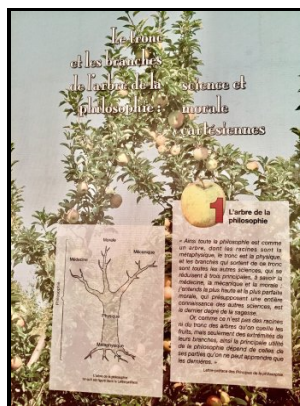 Le tronc
et les branches
de l'arbre de la
philosophie :
science et
morale
cartésiennes
1
L'arbre de la
philosophie
« Ainsi toute la philosophie est comme
un arbre, dont les racines sont la
métaphysique, le tronc est la physique,
et les branches qui sortent de ce tronc
sont toutes les autres sciences, qui se
réduisent à trois principales, à savoir la
médecine, la mécanique et la morale ;
j'entends la plus haute et la plus parfaite
morale, qui présupposant une entière
connaissance des autres sciences, est
le dernier degré de la sagesse.
Or, comme ce n'est pas des racines
ni du tronc des arbres qu'on cueille les
fruits, mais seulement des extrémités de
leurs branches, ainsi la principale utilité
de la philosophie dépend de celles de
ses parties qu'on ne peut apprendre que
les dernières. »
Morale
Médecine
Mécanique
Physique
Métaphysique